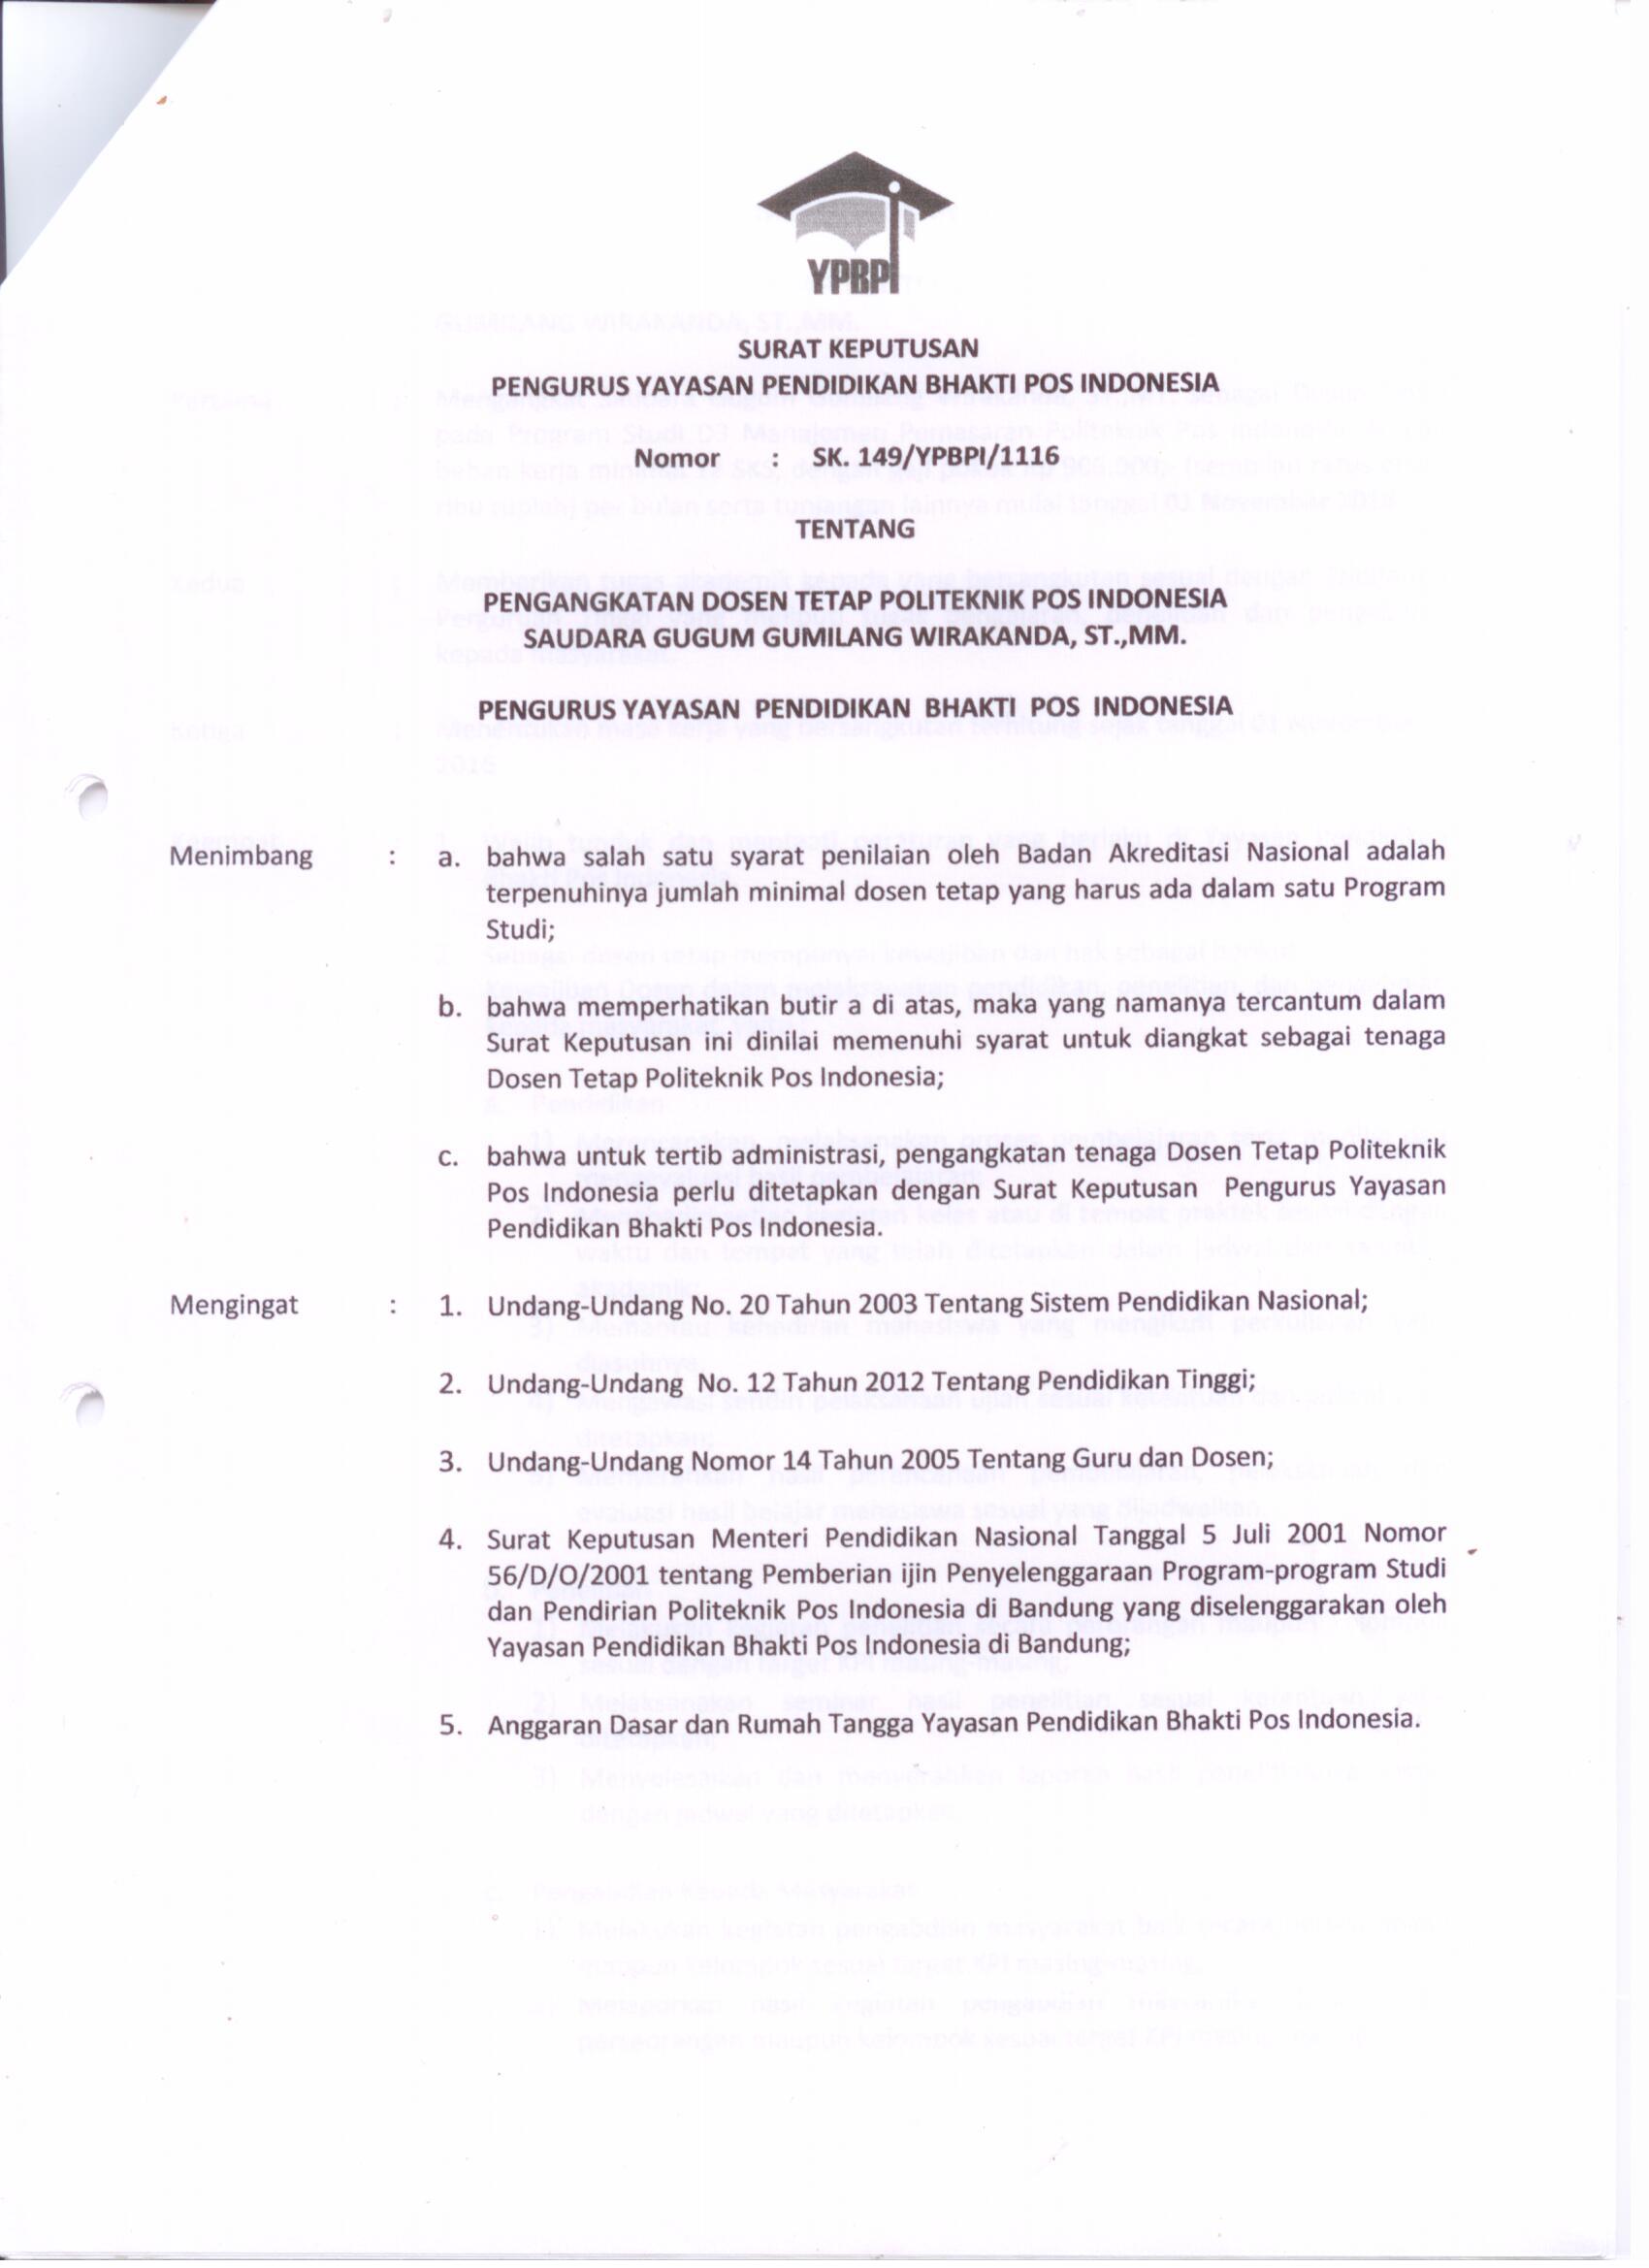 YPBPI
SURAT KEPUTUSAN
PENGURUS YAYASAN PENDIDIKAN BHAKTI POS INDONESIA
Nomor : SK. 149/YPBPI/1116
TENTANG
PENGANGKATAN DOSEN TETAP POLITEKNIK POS INDONESIA
SAUDARA GUGUM GUMILANG WIRAKANDA, ST.,MM.
PENGURUS YAYASAN PENDIDIKAN BHAKTI POS INDONESIA
Menimbang : a. bahwa salah satu syarat penilaian oleh Badan Akreditasi Nasional adalah
terpenuhinya jumlah minimal dosen tetap yang harus ada dalam satu Program
Studi;
b. bahwa memperhatikan butir a di atas, maka yang namanya tercantum dalam
Surat Keputusan ini dinilai memenuhi syarat untuk diangkat sebagai tenaga
Dosen Tetap Politeknik Pos Indonesia;
c. bahwa untuk tertib administrasi, pengangkatan tenaga Dosen Tetap Politeknik
Pos Indonesia perlu ditetapkan dengan Surat Keputusan Pengurus Yayasan
Pendidikan Bhakti Pos Indonesia.
Mengingat : 1. Undang-Undang No. 20 Tahun 2003 Tentang Sistem Pendidikan Nasional;
2. Undang-Undang No. 12 Tahun 2012 Tentang Pendidikan Tinggi;
3. Undang-Undang Nomor 14 Tahun 2005 Tentang Guru dan Dosen;
4. Surat Keputusan Menteri Pendidikan Nasional Tanggal 5 Juli 2001 Nomor
56/D/O/2001 tentang Pemberian ijin Penyelenggaraan Program-program Studi
dan Pendirian Politeknik Pos Indonesia di Bandung yang diselenggarakan oleh
Yayasan Pendidikan Bhakti Pos Indonesia di Bandung;
5. Anggaran Dasar dan Rumah Tangga Yayasan Pendidikan Bhakti Pos Indonesia.